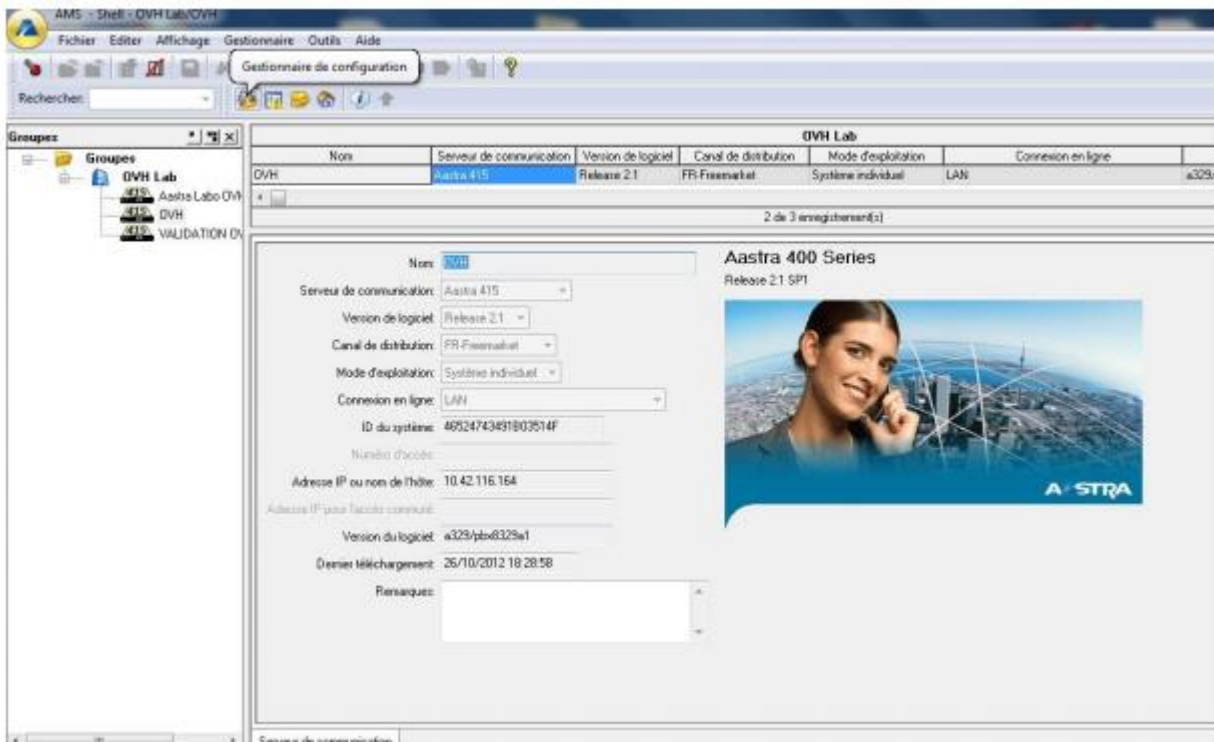 AMS - Shell - OVH Lab/OVH
Fichier Editer Affichage Gestionnaire Outils Aide
Gestionnaire de configuration
Rechercher:
Groupes
Groupes
OVH Lab
Aastra Labo OVH
OVH
VALIDATION OV
OVH Lab
Nom Serveur de communication Version de logiciel Canal de distribution Mode d'exploitation Connexion en ligne
OVH Aastra 415 Release 2.1 FR-Freemarket Système individuel LAN a329/
2 de 3 enregistrement(s)
Nom: OVH
Serveur de communication: Aastra 415
Version de logiciel: Release 2.1
Canal de distribution: FR-Freemarket
Mode d'exploitation: Système individuel
Connexion en ligne: LAN
ID du système: 46524743491B03514F
Numéro d'accès:
Adresse IP ou nom de l'hôte: 10.42.116.164
Adresse IP pour l'accès commuté:
Version du logiciel: a329/pbx8329a1
Dernier téléchargement: 26/10/2012 18:28:58
Remarques:
Aastra 400 Series
Release 2.1 SP1
AASTRA
Serveur de communication